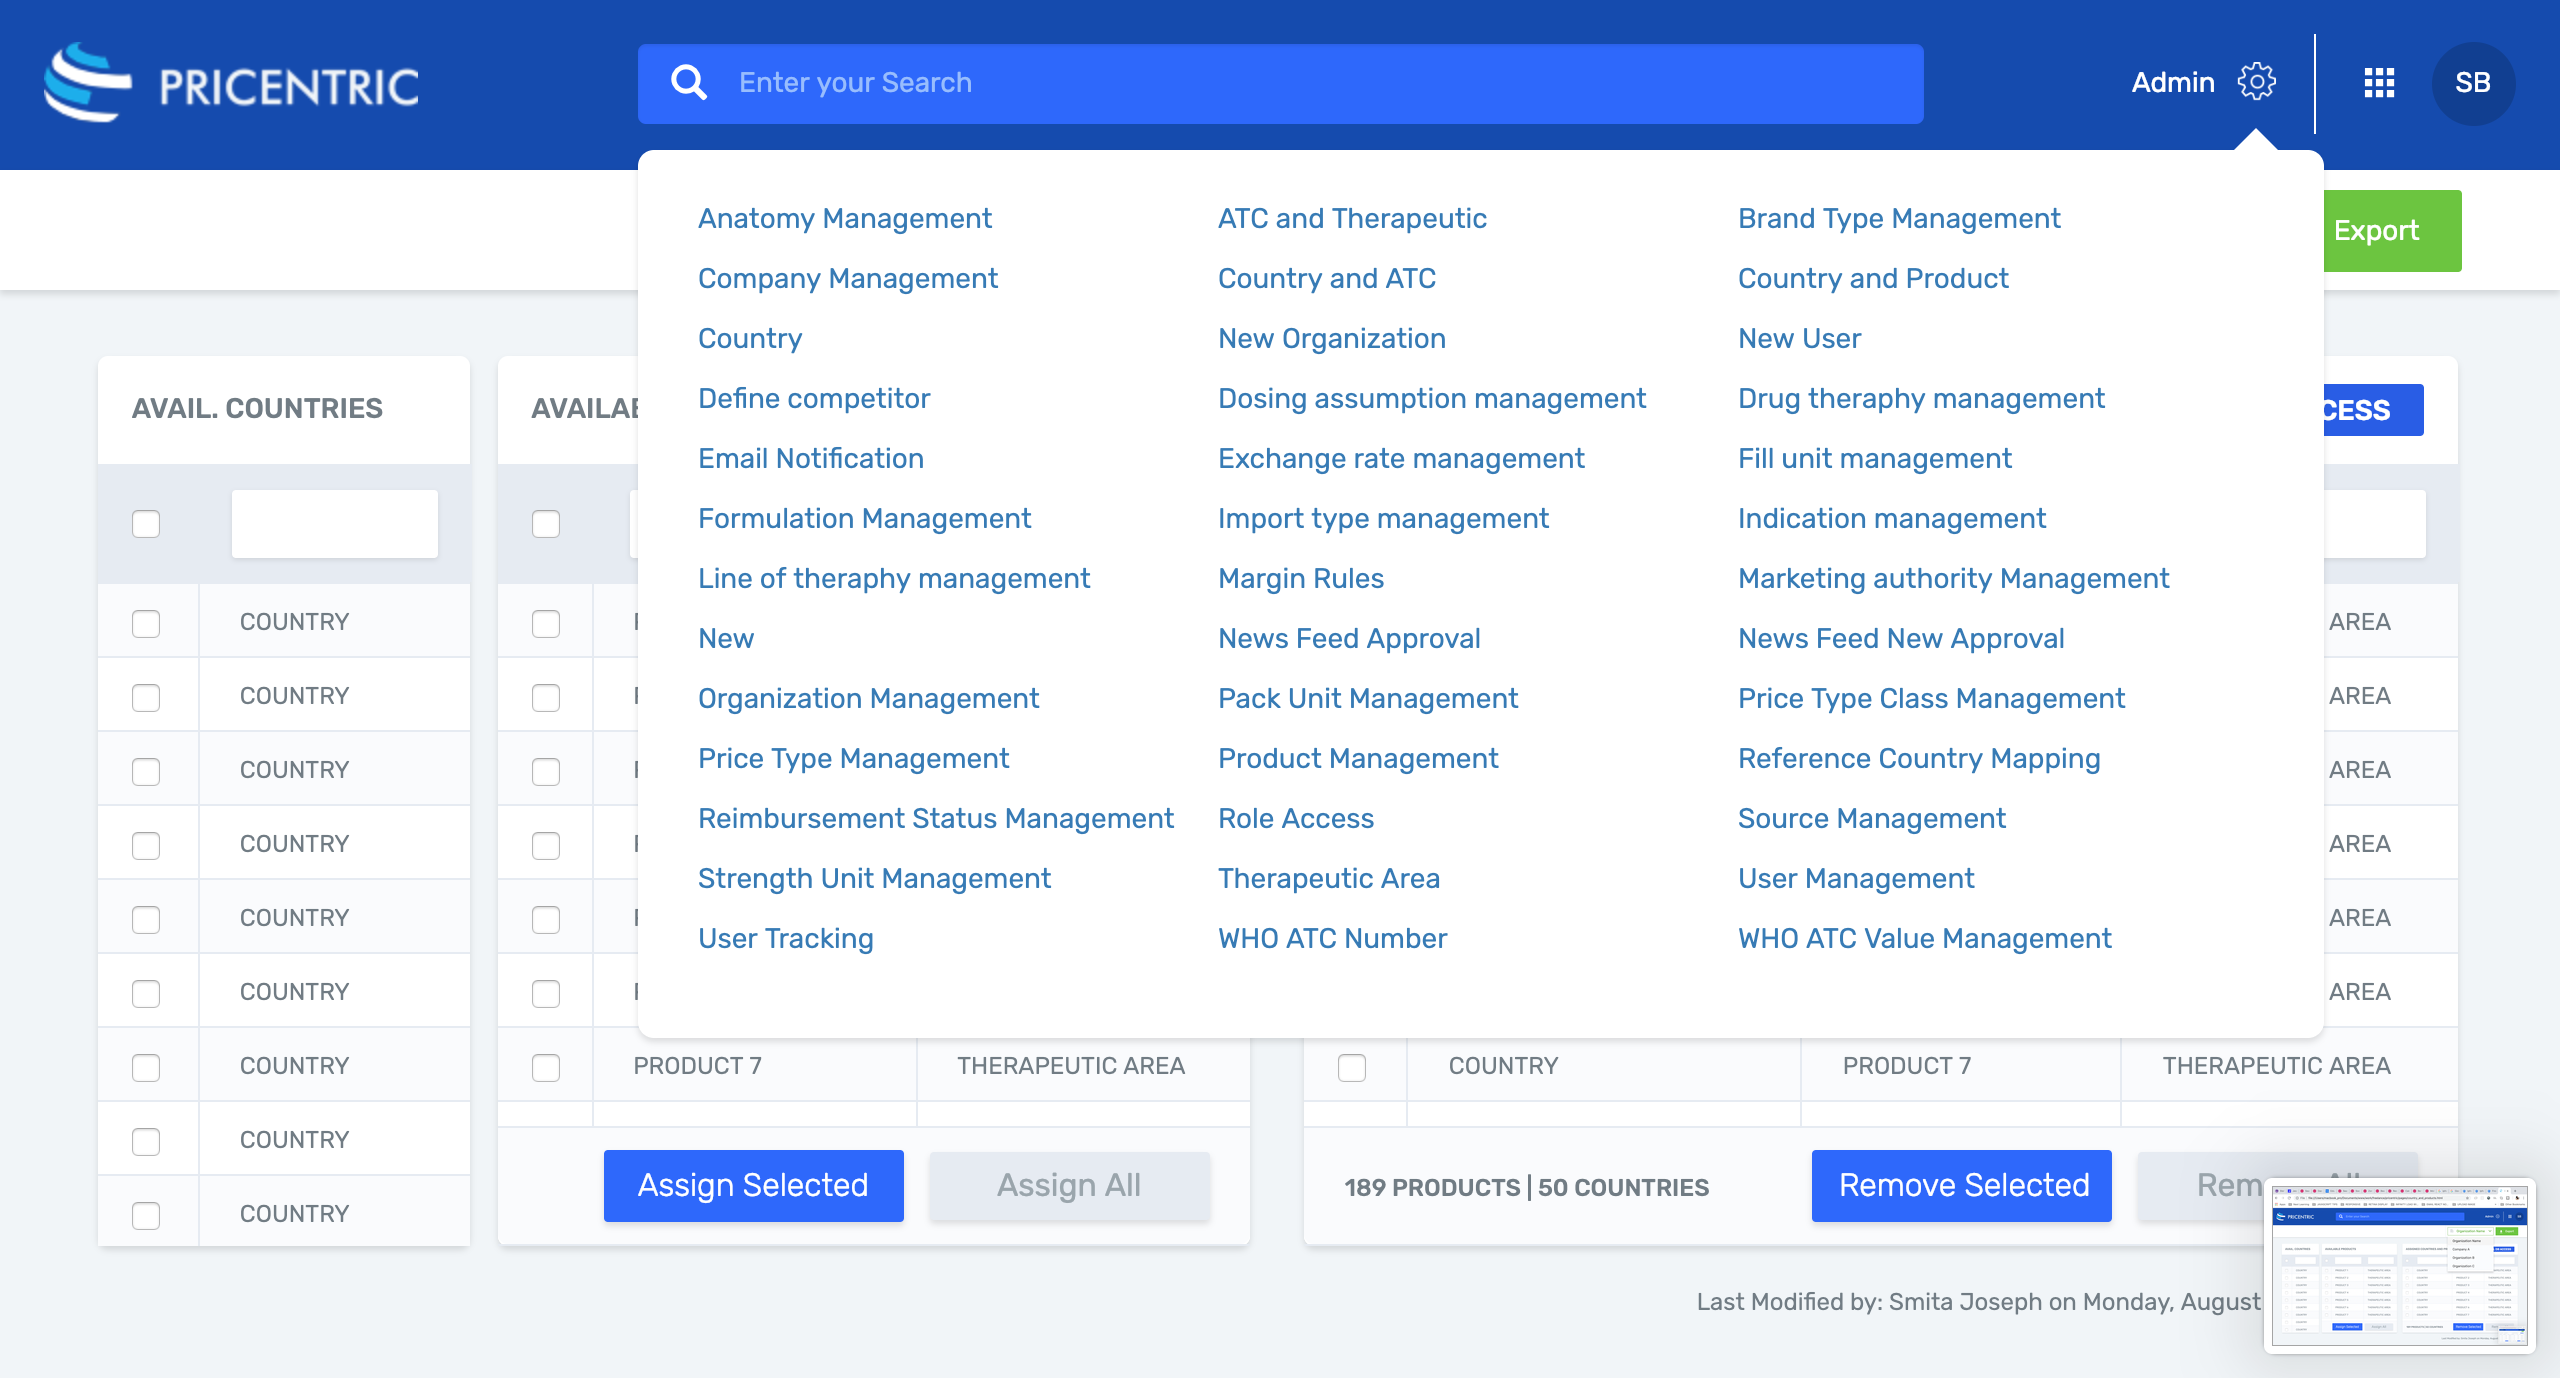 PRICENTRIC
Enter your Search
Admin
SB
Export
Anatomy Management
ATC and Therapeutic
Brand Type Management
Company Management
Country and ATC
Country and Product
Country
New Organization
New User
Define competitor
Dosing assumption management
Drug theraphy management
Email Notification
Exchange rate management
Fill unit management
Formulation Management
Import type management
Indication management
Line of theraphy management
Margin Rules
Marketing authority Management
New
News Feed Approval
News Feed New Approval
Organization Management
Pack Unit Management
Price Type Class Management
Price Type Management
Product Management
Reference Country Mapping
Reimbursement Status Management
Role Access
Source Management
Strength Unit Management
Therapeutic Area
User Management
User Tracking
WHO ATC Number
WHO ATC Value Management
AVAIL. COUNTRIES
COUNTRY
AREA
COUNTRY
AREA
COUNTRY
AREA
COUNTRY
AREA
COUNTRY
AREA
COUNTRY
AREA
COUNTRY
PRODUCT 7
THERAPEUTIC AREA
COUNTRY
PRODUCT 7
THERAPEUTIC AREA
COUNTRY
COUNTRY
Assign Selected
Assign All
189 PRODUCTS | 50 COUNTRIES
Remove Selected
Last Modified by: Smita Joseph on Monday, August
PRICENTRIC